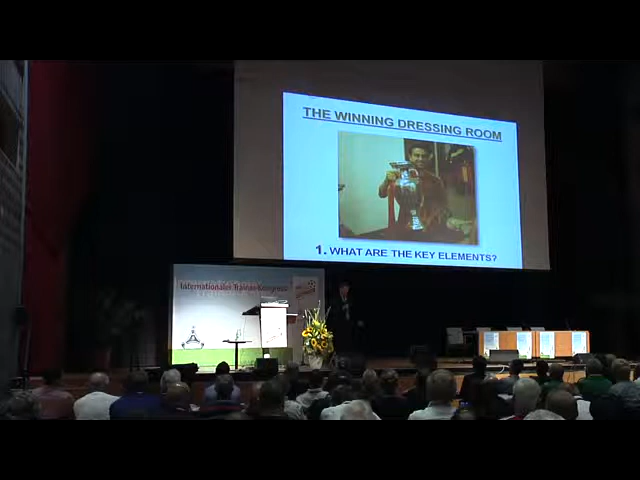 THE WINNING DRESSING ROOM
1. WHAT ARE THE KEY ELEMENTS?
Internationaler Trainer-Kongress